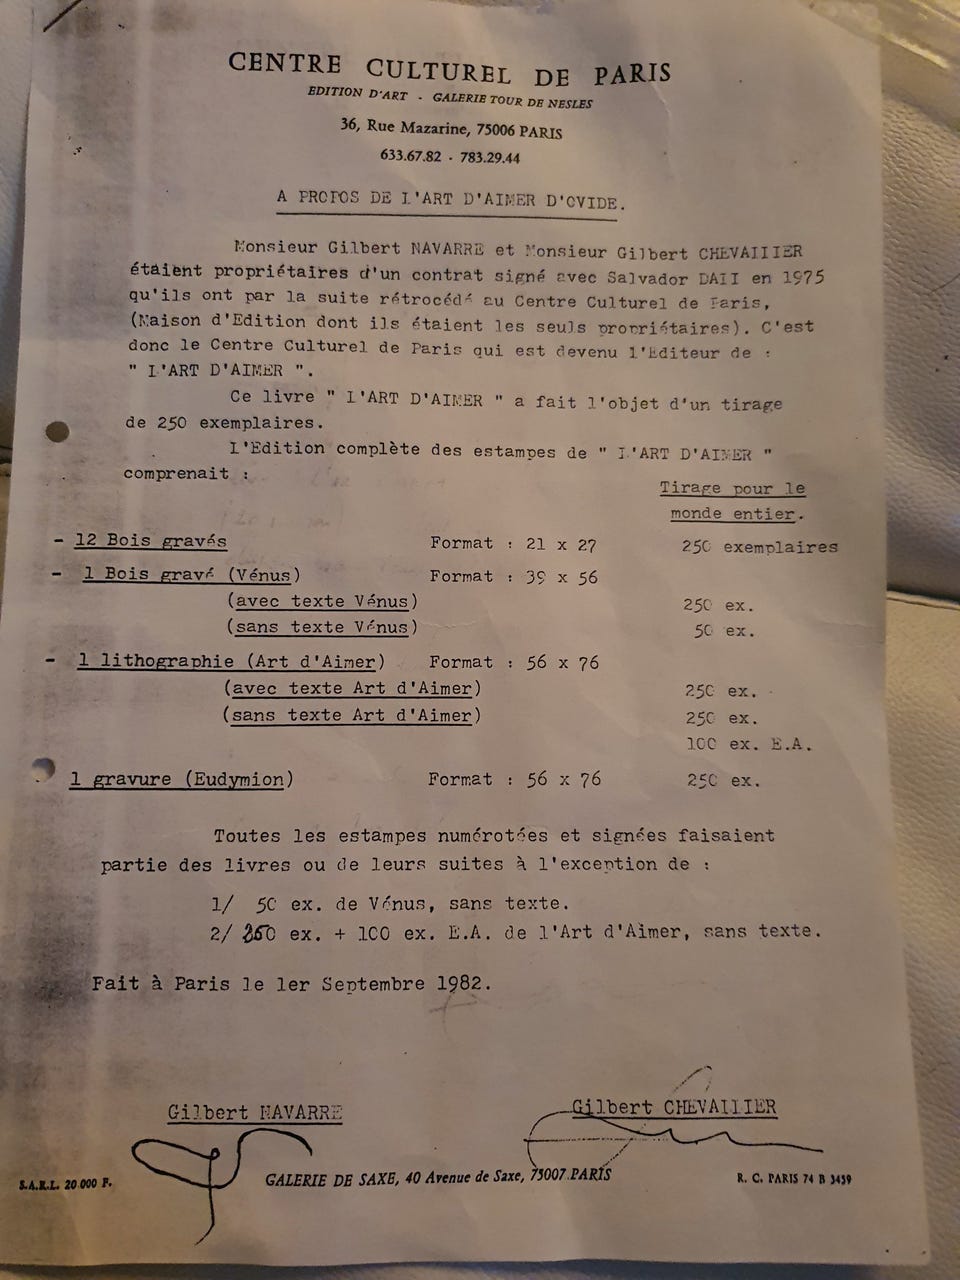 CENTRE CULTUREL DE PARIS
EDITION D'ART - GALERIE TOUR DE NESLES
36, Rue Mazarine, 75006 PARIS
633.67.82 - 783.29.44
A PROPOS DE L'ART D'AIMER D'OVIDE.
Monsieur Gilbert NAVARRE et Monsieur Gilbert CHEVALLIER
étaient propriétaires d'un contrat signé avec Salvador DALI en 1975
qu'ils ont par la suite rétrocédé au Centre Culturel de Paris,
(Maison d'Edition dont ils étaient les seuls propriétaires). C'est
donc le Centre Culturel de Paris qui est devenu l'Editeur de :
" L'ART D'AIMER ".
Ce livre " L'ART D'AIMER " a fait l'objet d'un tirage
de 250 exemplaires.
L'Edition complète des estampes de " L'ART D'AIMER "
comprenait :
Tirage pour le
monde entier.
- 12 Bois gravés Format : 21 x 27 250 exemplaires
- 1 Bois gravé (Vénus) Format : 39 x 56
(avec texte Vénus) 250 ex.
(sans texte Vénus) 50 ex.
- 1 lithographie (Art d'Aimer) Format : 56 x 76
(avec texte Art d'Aimer) 250 ex.
(sans texte Art d'Aimer) 250 ex.
100 ex. E.A.
1 gravure (Eudymion) Format : 56 x 76 250 ex.
Toutes les estampes numérotées et signées faisaient
partie des livres ou de leurs suites à l'exception de :
1/ 50 ex. de Vénus, sans texte.
2/ 250 ex. + 100 ex. E.A. de l'Art d'Aimer, sans texte.
Fait à Paris le 1er Septembre 1982.
Gilbert NAVARRE Gilbert CHEVALLIER
S.A.R.L. 20 000 F. GALERIE DE SAXE, 40 Avenue de Saxe, 75007 PARIS R. C. PARIS 74 B 3459